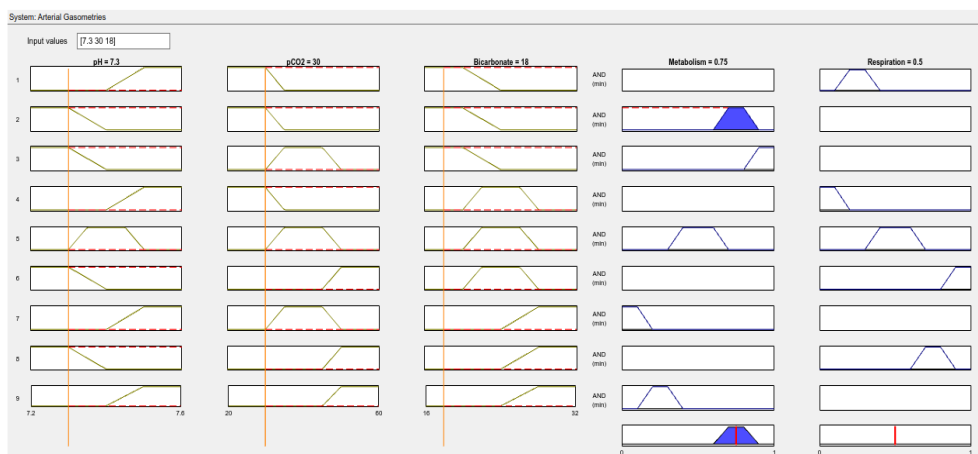 System: Arterial Gasometries
Input values [7.3 30 18]
pH = 7.3 pCO2 = 30 Bicarbonate = 18 Metabolism = 0.75 Respiration = 0.5
1 AND
(min)
2 AND
(min)
3 AND
(min)
4 AND
(min)
5 AND
(min)
6 AND
(min)
7 AND
(min)
8 AND
(min)
9 AND
(min)
7.2 7.6 20 60 16 32
0 1 0 1